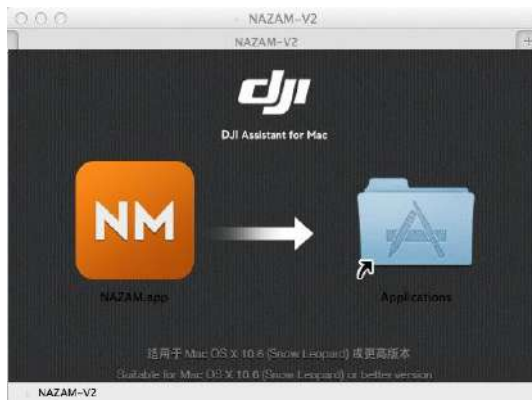 NAZAM-V2
NAZAM-V2
dji
DJI Assistant for Mac
NM
NAZAM.app
Applications
适用于 Mac OS X 10.6 (Snow Leopard) 或更高版本
Suitable for Mac OS X 10.6 (Snow Leopard) or better version
NAZAM-V2